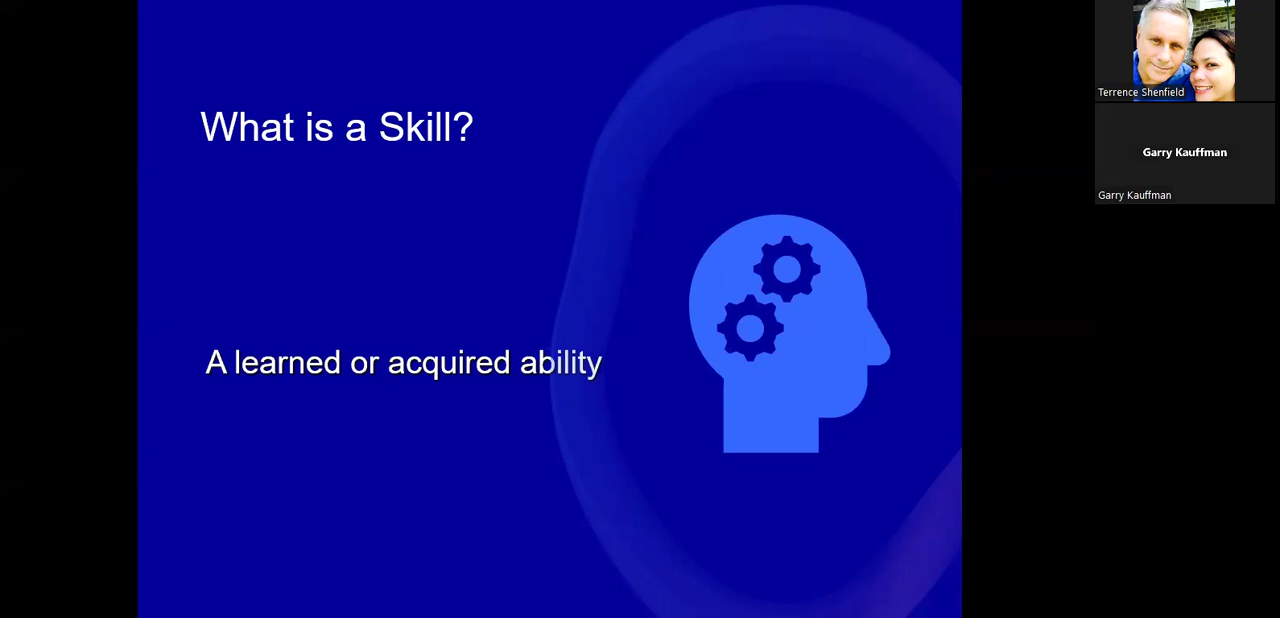 What is a Skill?
A learned or acquired ability
Terrence Shenfield
Garry Kauffman
Garry Kauffman